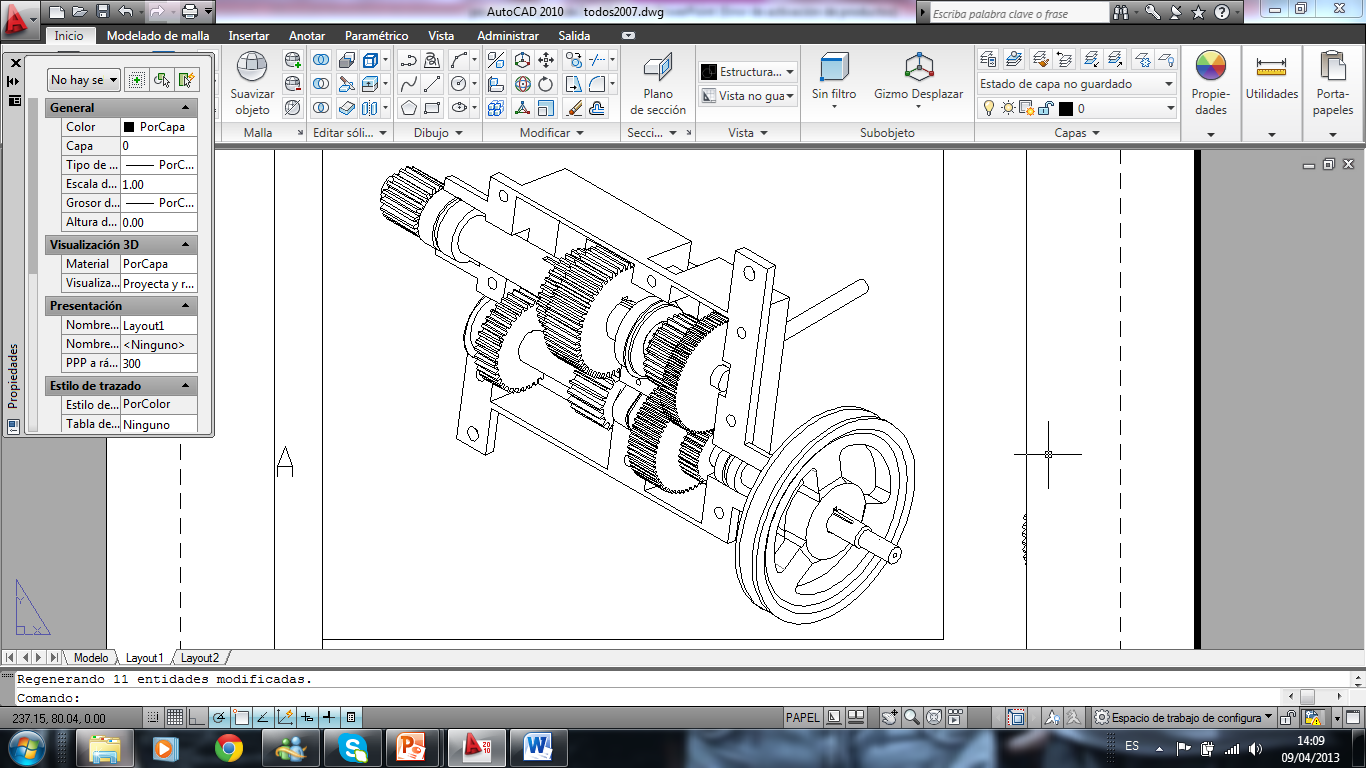 AutoCAD 2010 todos2007.dwg
Escriba palabra clave o frase
Inicio Modelado de malla Insertar Anotar Paramétrico Vista Administrar Salida
No hay se
General
Color PorCapa
Capa 0
Tipo de ... PorC...
Escala d... 1.00
Grosor d... PorC...
Altura d... 0.00
Visualización 3D
Material PorCapa
Visualiza... Proyecta y r...
Presentación
Nombre... Layout1
Nombre... <Ninguno>
PPP a rá... 300
Estilo de trazado
Estilo de... PorColor
Tabla de... Ninguno
Propiedades
Suavizar
objeto
Malla
Editar sóli...
Dibujo
Modificar
Plano
de sección
Secci...
Estructura...
Vista no gua
Vista
Sin filtro
Gizmo Desplazar
Subobjeto
Estado de capa no guardado
0
Capas
Propie-
dades
Utilidades
Porta-
papeles
A
Y
X
Modelo Layout1 Layout2
Regenerando 11 entidades modificadas.
Comando:
237.15, 80.04, 0.00
PAPEL
Espacio de trabajo de configura
ES
14:09
09/04/2013